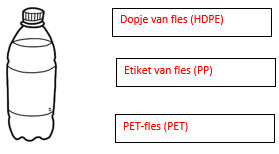 Dopje van fles (HDPE)
Etiket van fles (PP)
PET-fles (PET)